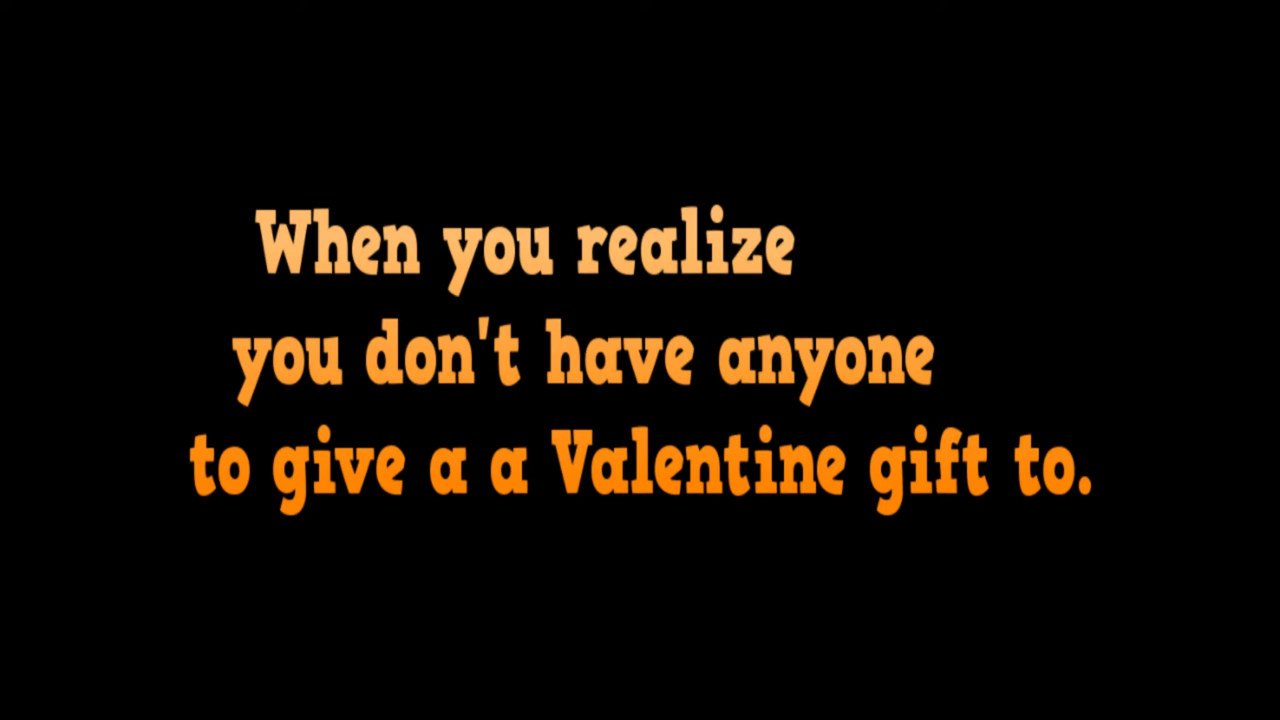 When you realize
you don't have anyone
to give a a Valentine gift to.